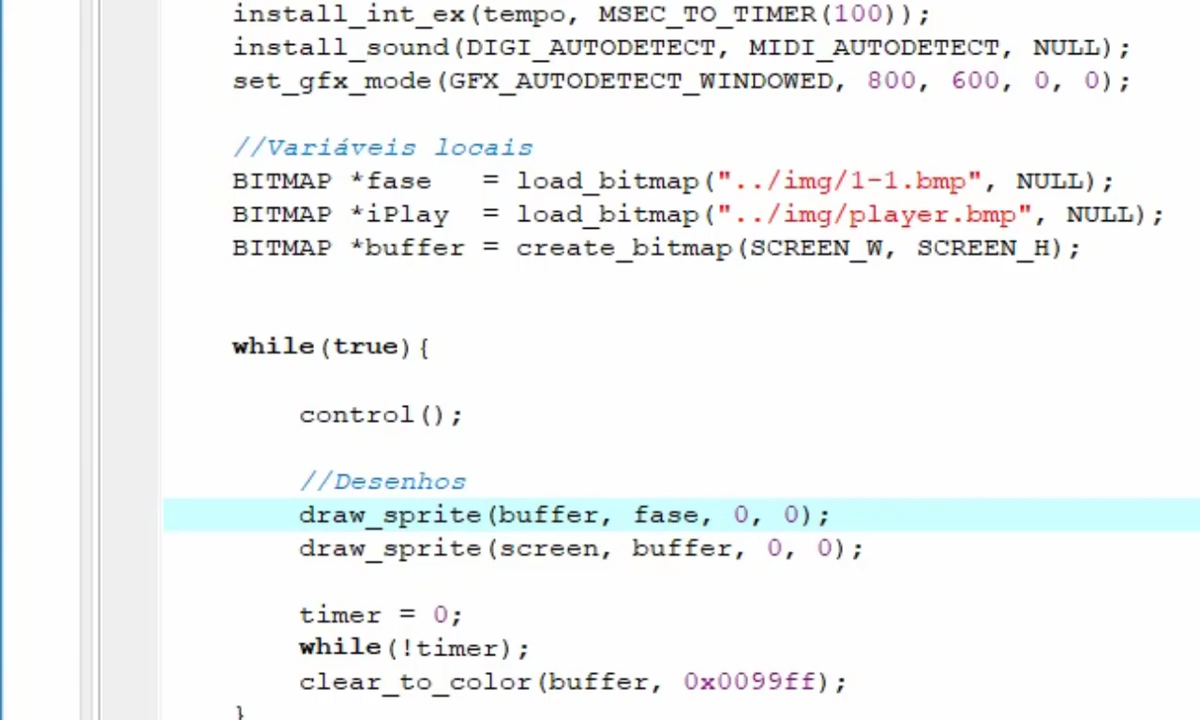 install_int_ex(tempo, MSEC_TO_TIMER(100));
install_sound(DIGI_AUTODETECT, MIDI_AUTODETECT, NULL);
set_gfx_mode(GFX_AUTODETECT_WINDOWED, 800, 600, 0, 0);
//Variáveis locais
BITMAP *fase   = load_bitmap("../img/1-1.bmp", NULL);
BITMAP *iPlay  = load_bitmap("../img/player.bmp", NULL);
BITMAP *buffer = create_bitmap(SCREEN_W, SCREEN_H);
while(true){
control();
//Desenhos
draw_sprite(buffer, fase, 0, 0);
draw_sprite(screen, buffer, 0, 0);
timer = 0;
while(!timer);
clear_to_color(buffer, 0x0099ff);
}